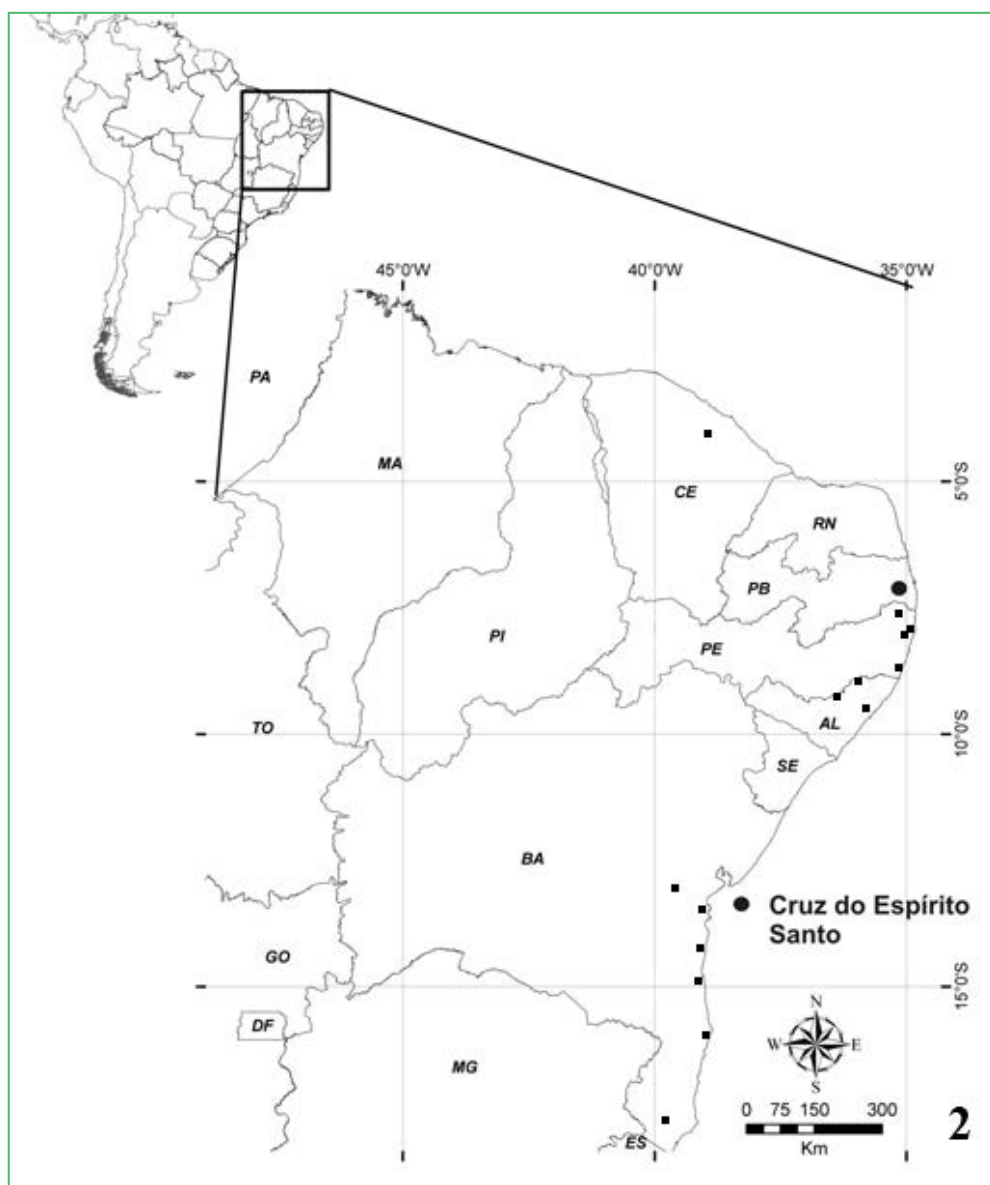 45°0'W 40°0'W 35°0'W
PA
MA
CE
5°0'S
RN
PB
PI
PE
AL
TO
10°0'S
SE
BA
Cruz do Espírito
Santo
GO
15°0'S
DF
MG
N
W E
S
0 75 150 300
Km
ES
2